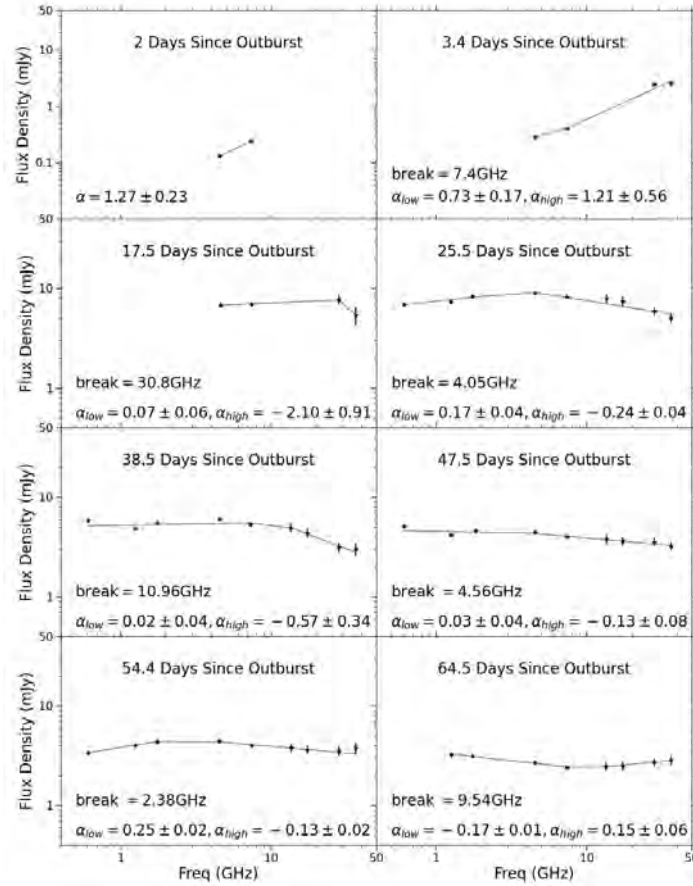 50
10
1
0.1
50
Flux Density (mJy)
2 Days Since Outburst
α = 1.27 ± 0.23
3.4 Days Since Outburst
break = 7.4GHz
α_low = 0.73 ± 0.17, α_high = 1.21 ± 0.56
10
1
50
Flux Density (mJy)
17.5 Days Since Outburst
break = 30.8GHz
α_low = 0.07 ± 0.06, α_high = − 2.10 ± 0.91
25.5 Days Since Outburst
break = 4.05GHz
α_low = 0.17 ± 0.04, α_high = − 0.24 ± 0.04
10
1
50
Flux Density (mJy)
38.5 Days Since Outburst
break = 10.96GHz
α_low = 0.02 ± 0.04, α_high = − 0.57 ± 0.34
47.5 Days Since Outburst
break = 4.56GHz
α_low = 0.03 ± 0.04, α_high = − 0.13 ± 0.08
10
1
Flux Density (mJy)
54.4 Days Since Outburst
break = 2.38GHz
α_low = 0.25 ± 0.02, α_high = − 0.13 ± 0.02
64.5 Days Since Outburst
break = 9.54GHz
α_low = − 0.17 ± 0.01, α_high = 0.15 ± 0.06
1 10 50 1 10 50
Freq (GHz) Freq (GHz)